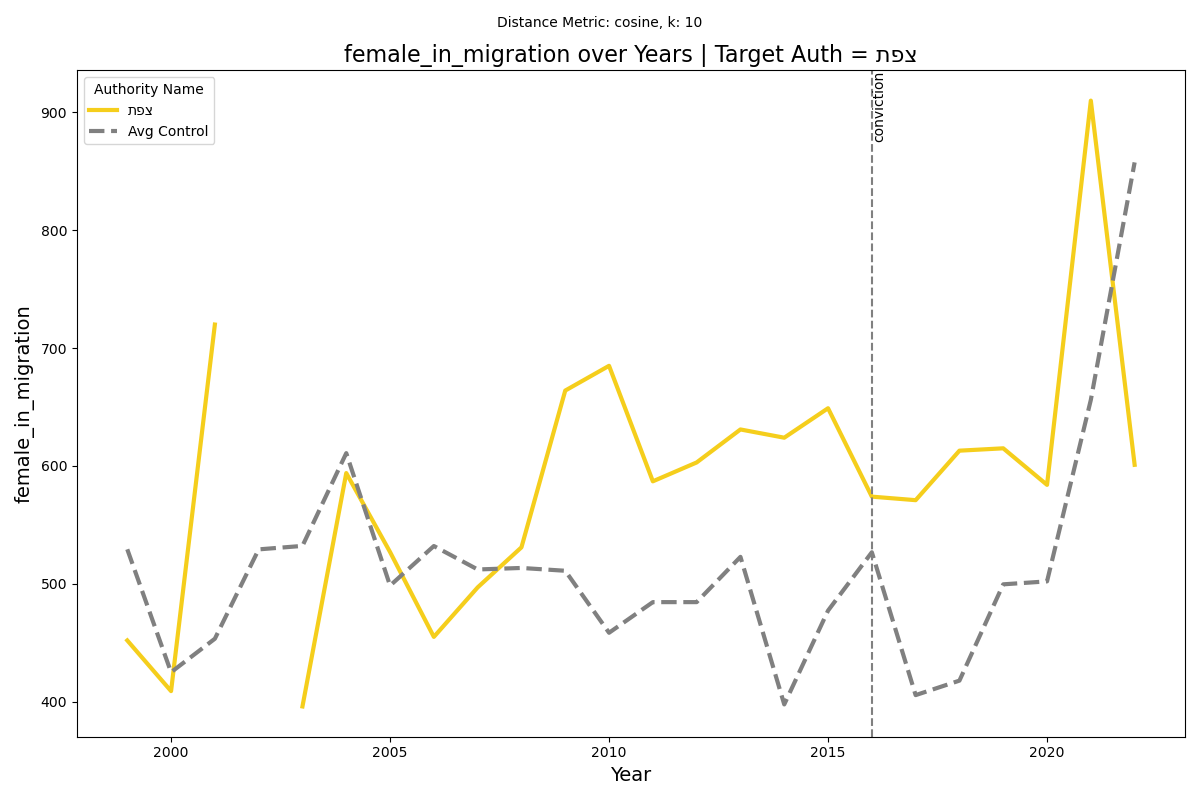 Distance Metric: cosine, k: 10
female_in_migration over Years | Target Auth = צפת
Authority Name
צפת
Avg Control
conviction
female_in_migration
900
800
700
600
500
400
2000
2005
2010
2015
2020
Year